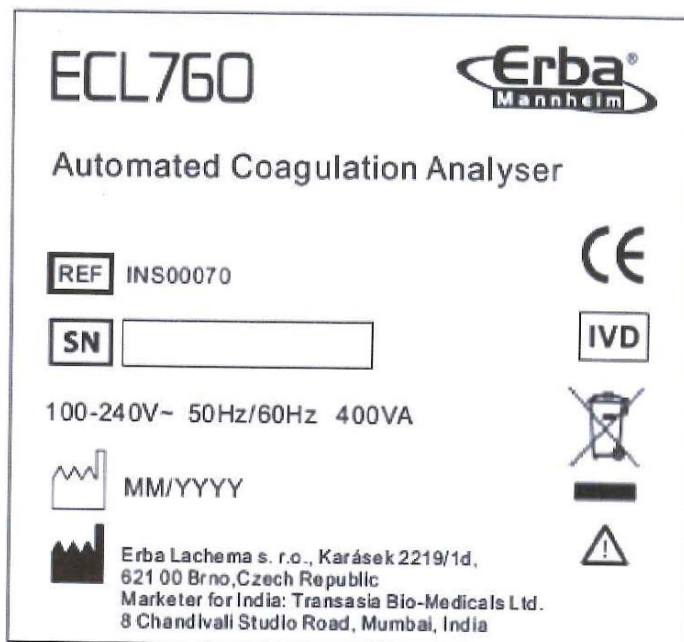 ECL760
Erba®
Mannheim
Automated Coagulation Analyser
REF INS00070
CE
SN
IVD
100-240V~ 50Hz/60Hz 400VA
MM/YYYY
Erba Lachema s. r.o., Karásek 2219/1d,
621 00 Brno,Czech Republic
Marketer for India: Transasia Bio-Medicals Ltd.
8 Chandivali Studio Road, Mumbai, India